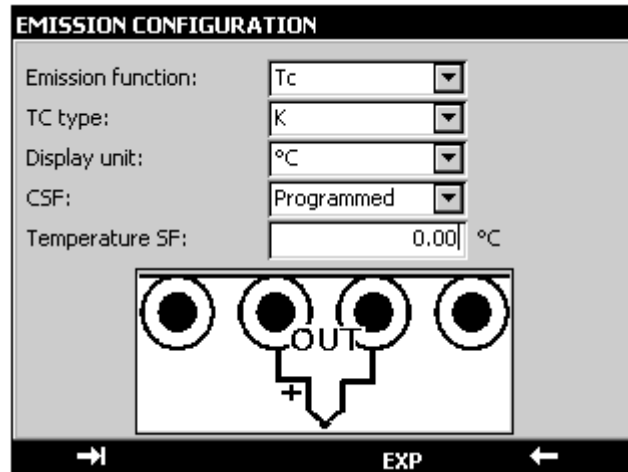 EMISSION CONFIGURATION
Emission function: Tc
TC type: K
Display unit: °C
CSF: Programmed
Temperature SF: 0.00 °C
OUT
+
EXP